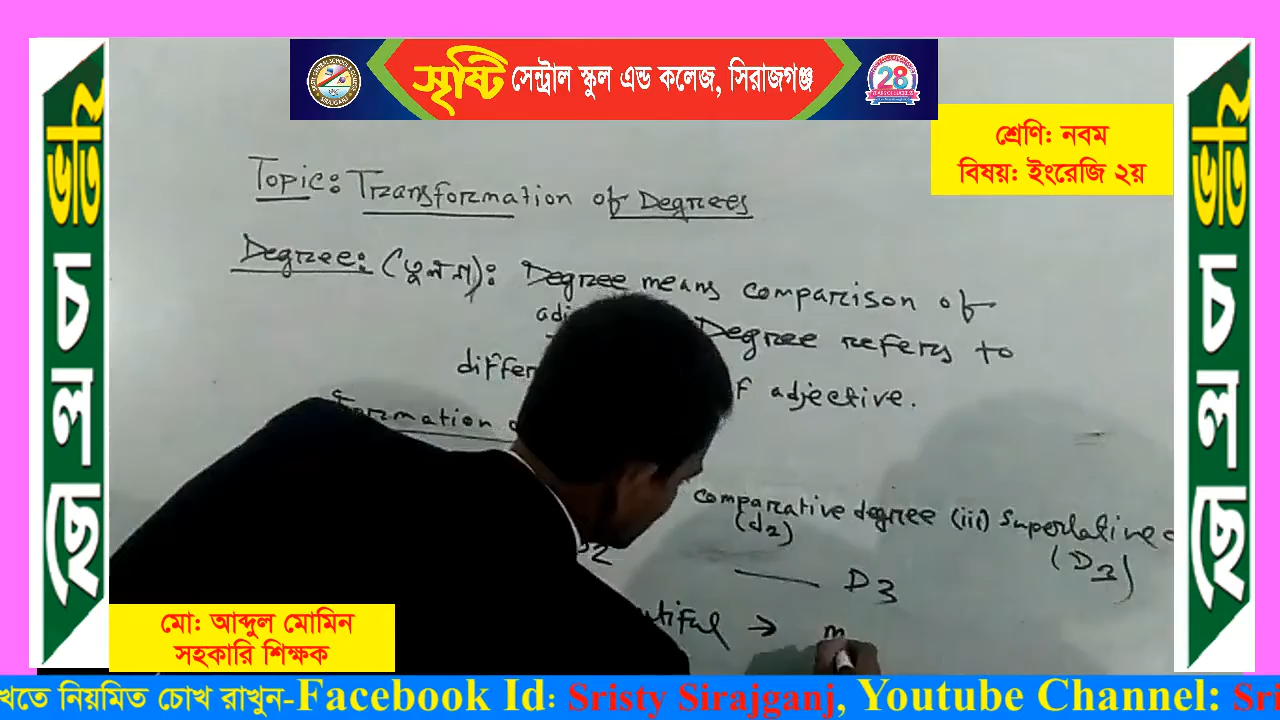 সৃষ্টি সেন্ট্রাল স্কুল এন্ড কলেজ, সিরাজগঞ্জ
28
শ্রেণি: নবম
বিষয়: ইংরেজি ২য়
ভর্তি চলছে
ভর্তি চলছে
Topic: Transformation of Degrees
Degree: (তুলনা): Degree means comparison of
Degree refers to
adjective.
comparative degree (iii) Superlative
(d2) (D3)
D3
→ m
মো: আব্দুল মোমিন
সহকারি শিক্ষক
নিয়মিত চোখ রাখুন-Facebook Id: Sristy Sirajganj, Youtube Channel: